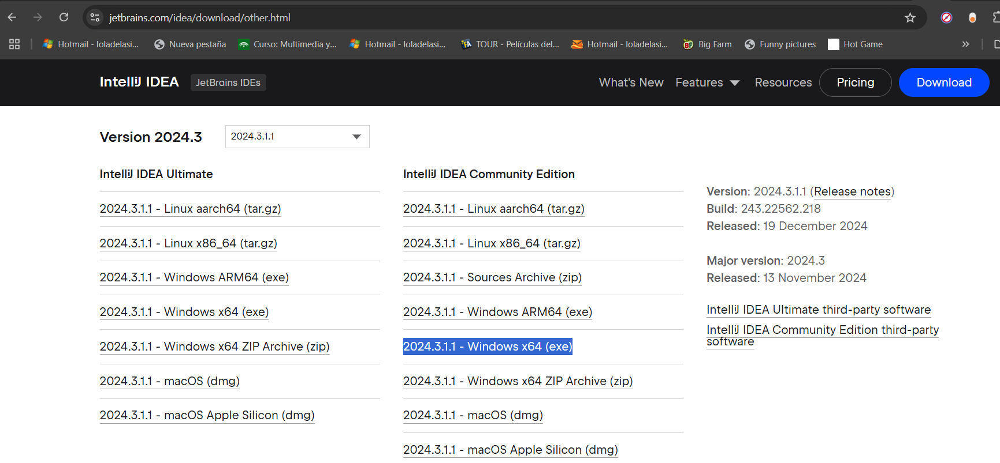 jetbrains.com/idea/download/other.html
Hotmail - loladelasi... Nueva pestaña Curso: Multimedia y... Hotmail - loladelasi... TOUR - Películas del... Hotmail - loladelasi... Big Farm Funny pictures Hot Game
IntelliJ IDEA JetBrains IDEs What's New Features Resources Pricing Download
Version 2024.3 2024.3.1.1
IntelliJ IDEA Ultimate
2024.3.1.1 - Linux aarch64 (tar.gz)
2024.3.1.1 - Linux x86_64 (tar.gz)
2024.3.1.1 - Windows ARM64 (exe)
2024.3.1.1 - Windows x64 (exe)
2024.3.1.1 - Windows x64 ZIP Archive (zip)
2024.3.1.1 - macOS (dmg)
2024.3.1.1 - macOS Apple Silicon (dmg)
IntelliJ IDEA Community Edition
2024.3.1.1 - Linux aarch64 (tar.gz)
2024.3.1.1 - Linux x86_64 (tar.gz)
2024.3.1.1 - Sources Archive (zip)
2024.3.1.1 - Windows ARM64 (exe)
2024.3.1.1 - Windows x64 (exe)
2024.3.1.1 - Windows x64 ZIP Archive (zip)
2024.3.1.1 - macOS (dmg)
2024.3.1.1 - macOS Apple Silicon (dmg)
Version: 2024.3.1.1 (Release notes)
Build: 243.22562.218
Released: 19 December 2024
Major version: 2024.3
Released: 13 November 2024
IntelliJ IDEA Ultimate third-party software
IntelliJ IDEA Community Edition third-party
software